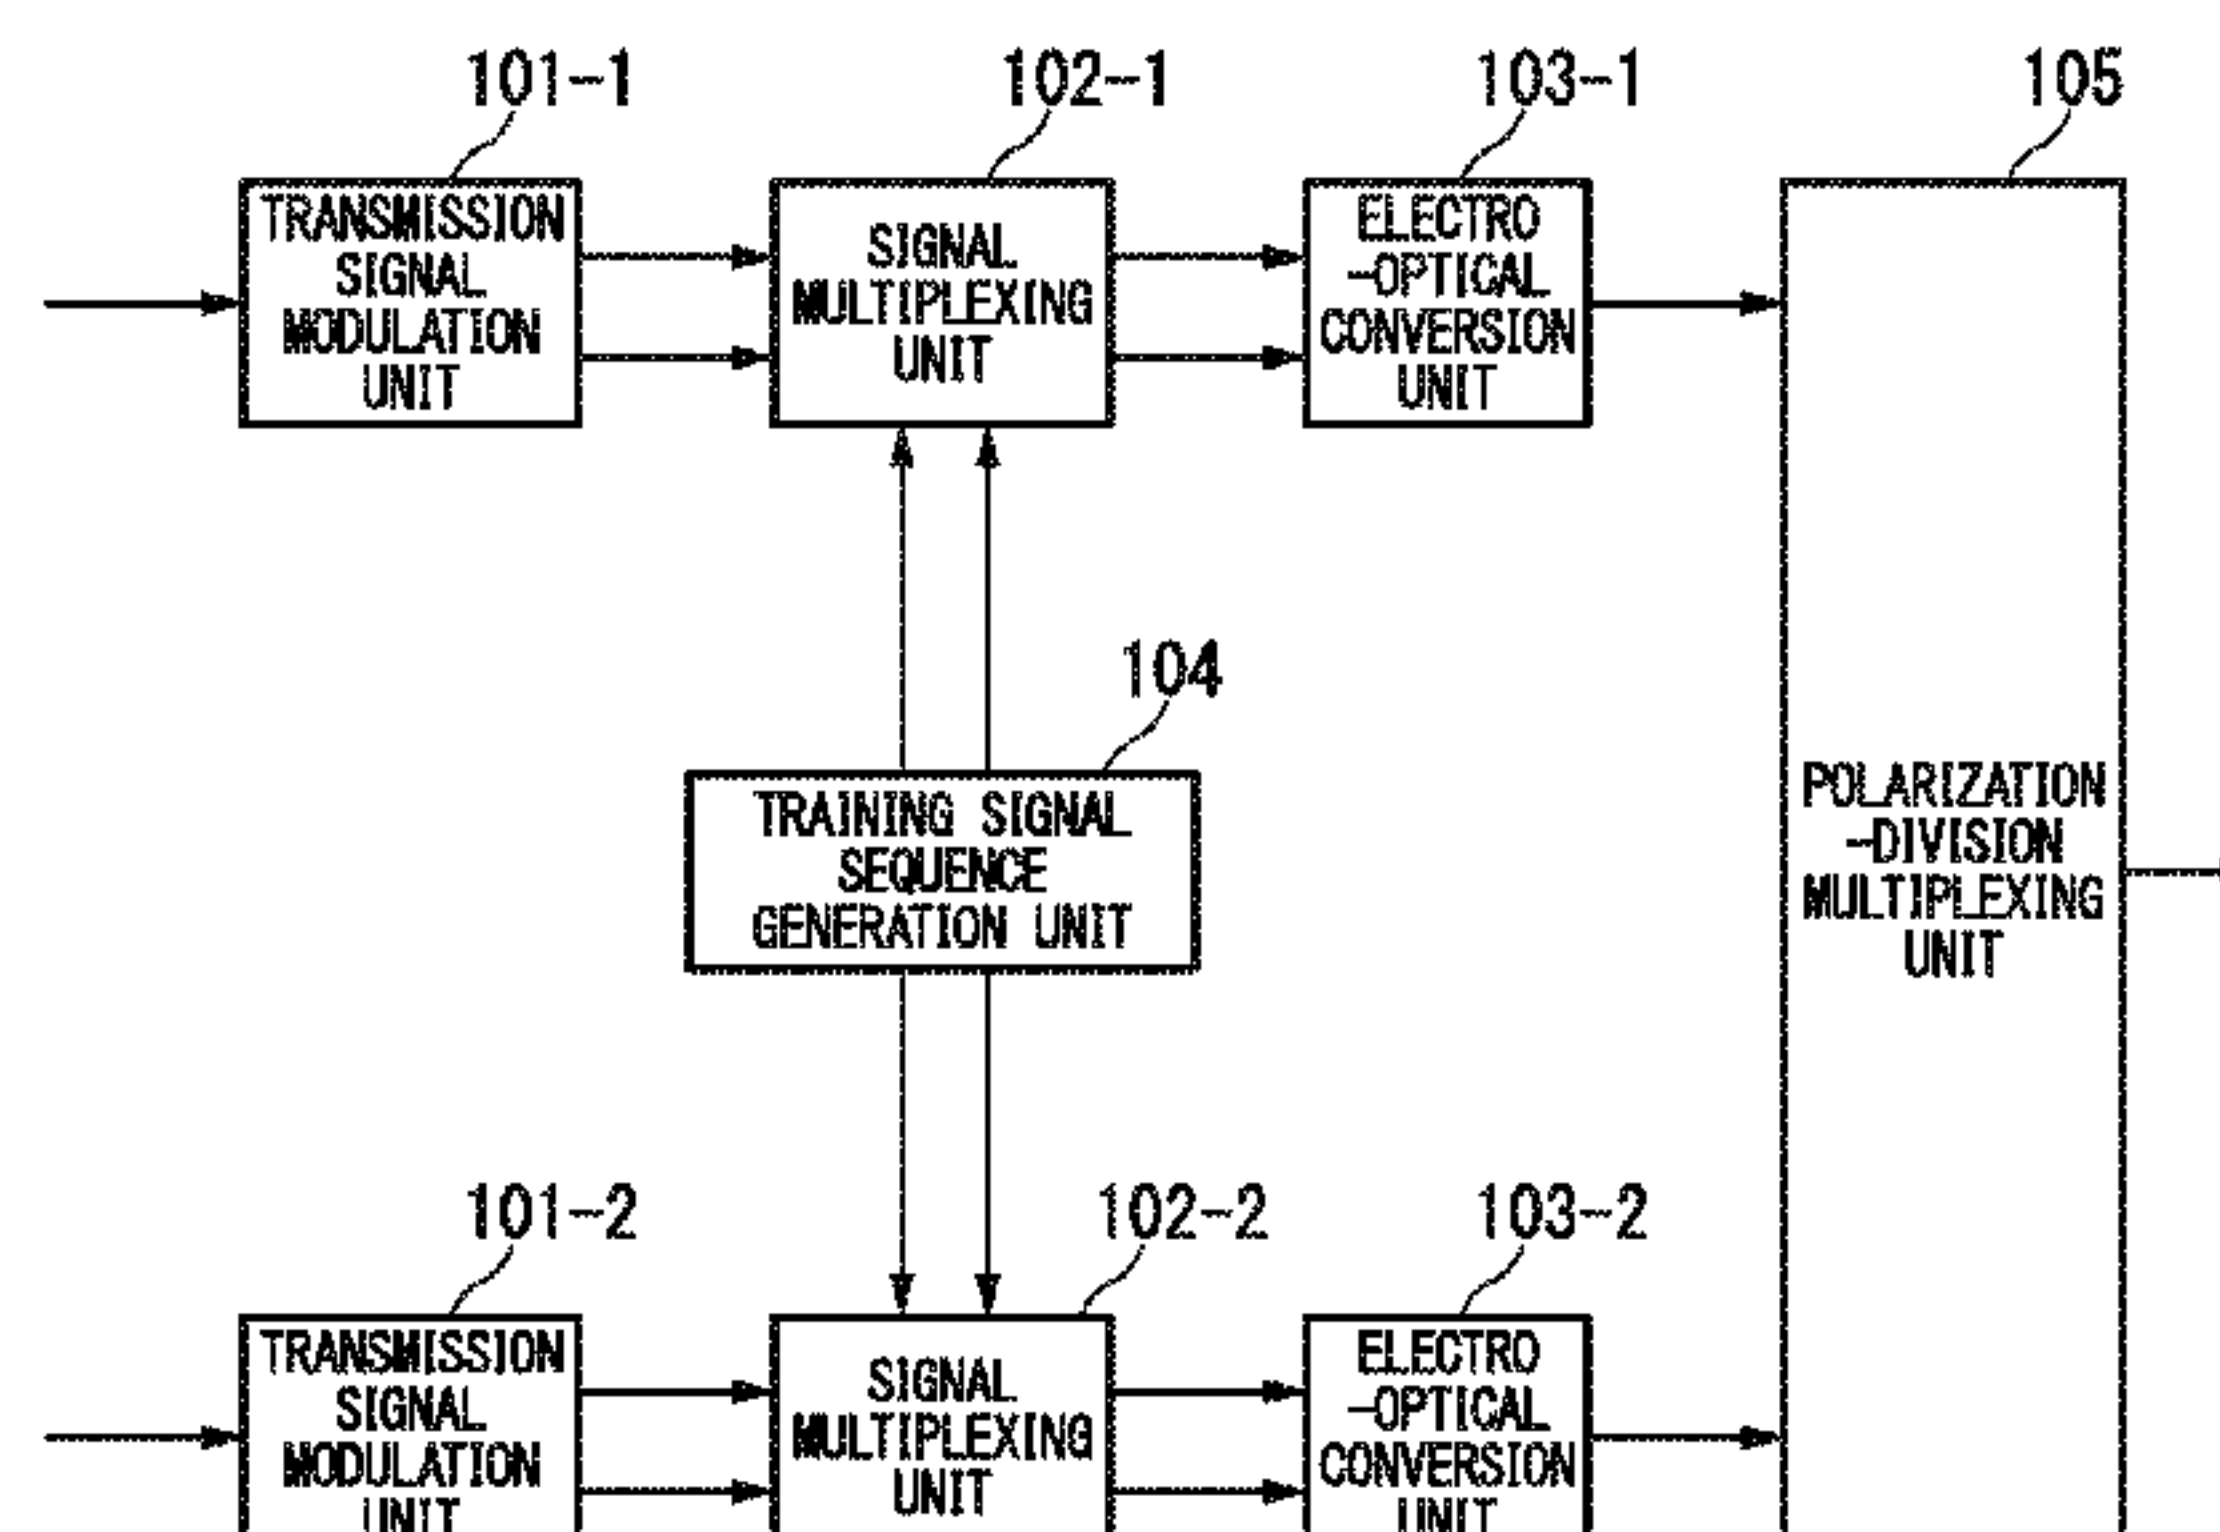 101-1
102-1
103-1
105
TRANSMISSION
SIGNAL
MODULATION
UNIT
SIGNAL
MULTIPLEXING
UNIT
ELECTRO
-OPTICAL
CONVERSION
UNIT
104
TRAINING SIGNAL
SEQUENCE
GENERATION UNIT
POLARIZATION
-DIVISION
MULTIPLEXING
UNIT
101-2
102-2
103-2
TRANSMISSION
SIGNAL
MODULATION
UNIT
SIGNAL
MULTIPLEXING
UNIT
ELECTRO
-OPTICAL
CONVERSION
UNIT